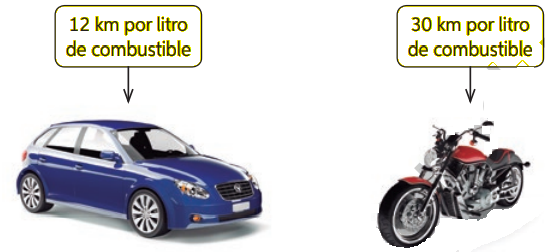 12 km por litro
de combustible
30 km por litro
de combustible